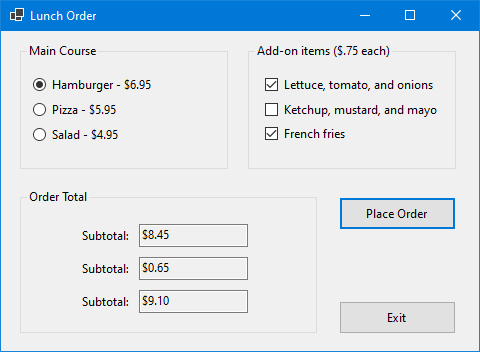 Lunch Order
Main Course
Hamburger - $6.95
Pizza - $5.95
Salad - $4.95
Add-on items ($.75 each)
Lettuce, tomato, and onions
Ketchup, mustard, and mayo
French fries
Order Total
Subtotal: $8.45
Subtotal: $0.65
Subtotal: $9.10
Place Order
Exit